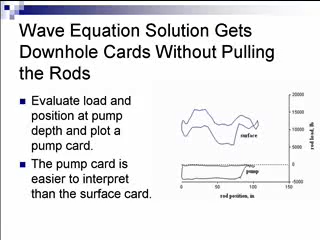 Wave Equation Solution Gets
Downhole Cards Without Pulling
the Rods
Evaluate load and
position at pump
depth and plot a
pump card.
The pump card is
easier to interpret
than the surface card.
20000
15000
10000
5000
0
-5000
surface
pump
rod load, lb
0
50
100
150
rod position, in